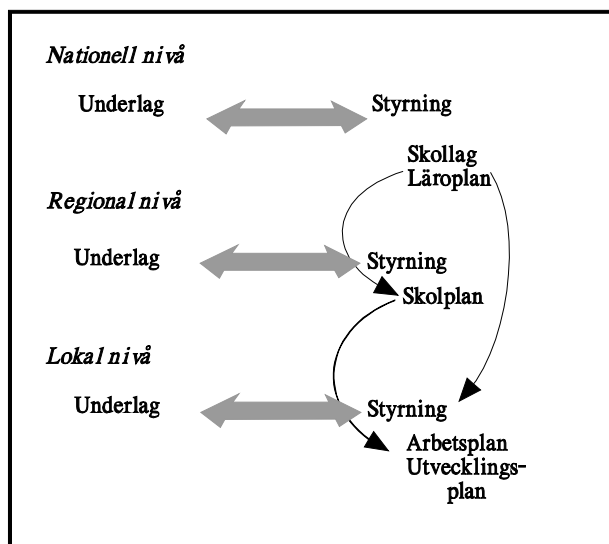 Nationell nivå
Underlag Styrning
Skollag
Läroplan
Regional nivå
Underlag Styrning
Skolplan
Lokal nivå
Underlag Styrning
Arbetsplan
Utvecklings-
plan